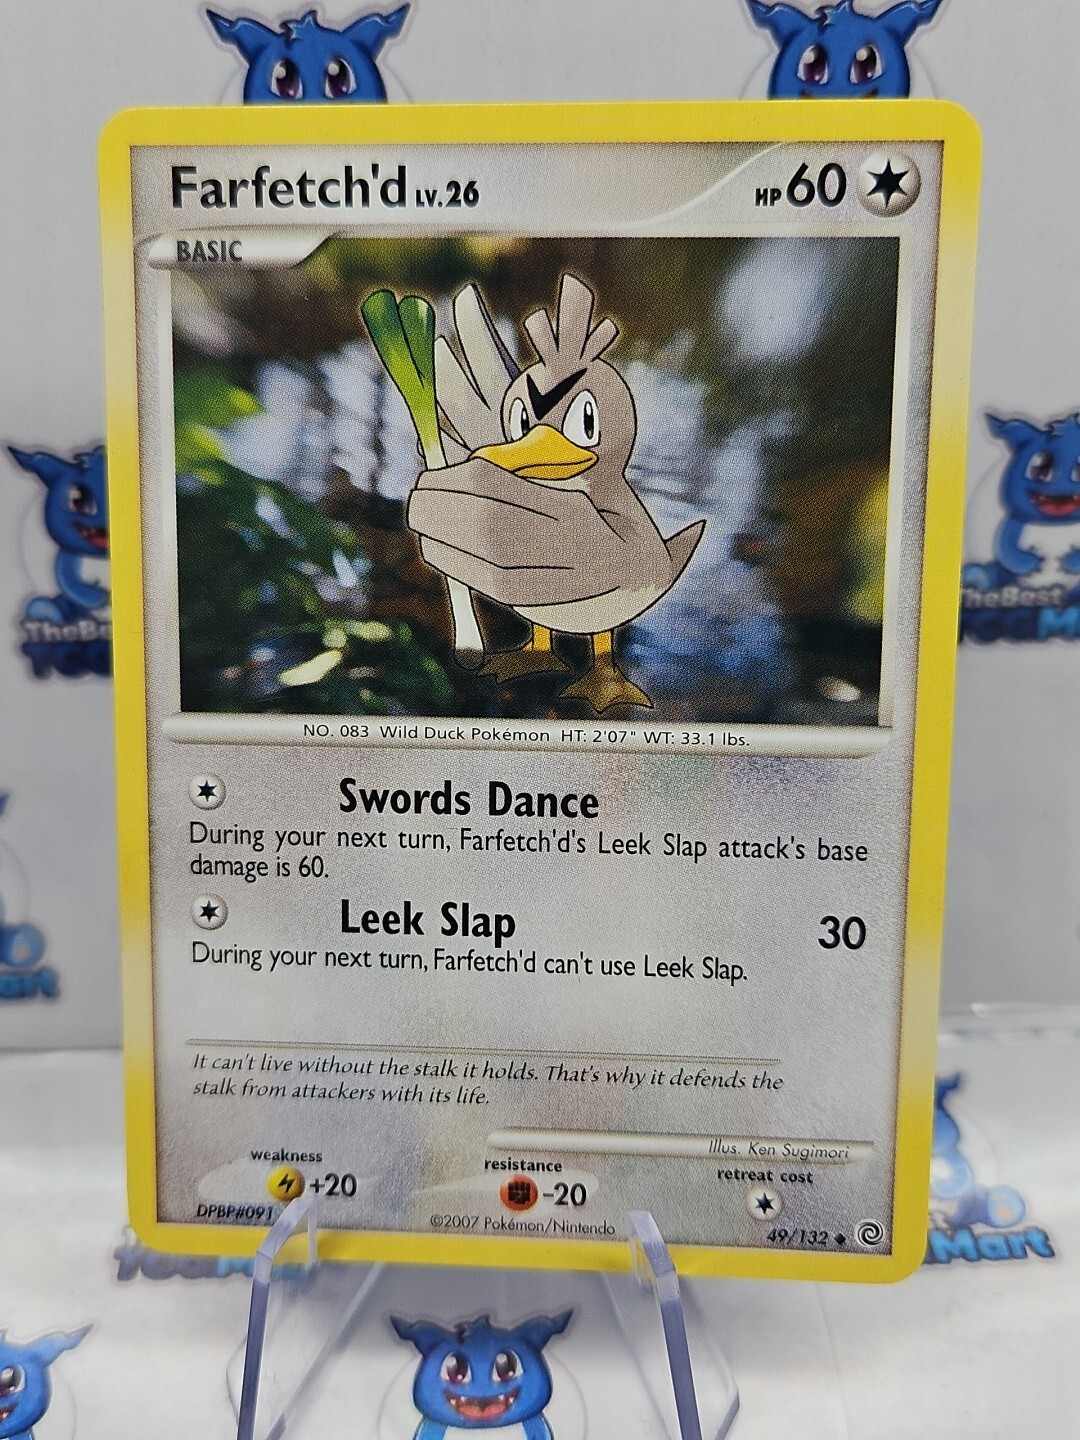 Farfetch'd LV.26 HP 60
BASIC
NO. 083 Wild Duck Pokémon HT: 2'07" WT: 33.1 lbs.
Swords Dance
During your next turn, Farfetch'd's Leek Slap attack's base
damage is 60.
Leek Slap 30
During your next turn, Farfetch'd can't use Leek Slap.
It can't live without the stalk it holds. That's why it defends the
stalk from attackers with its life.
Illus. Ken Sugimori
weakness resistance retreat cost
+20 -20
DPBP#091 ©2007 Pokémon/Nintendo 49/132
TheBest
Mart